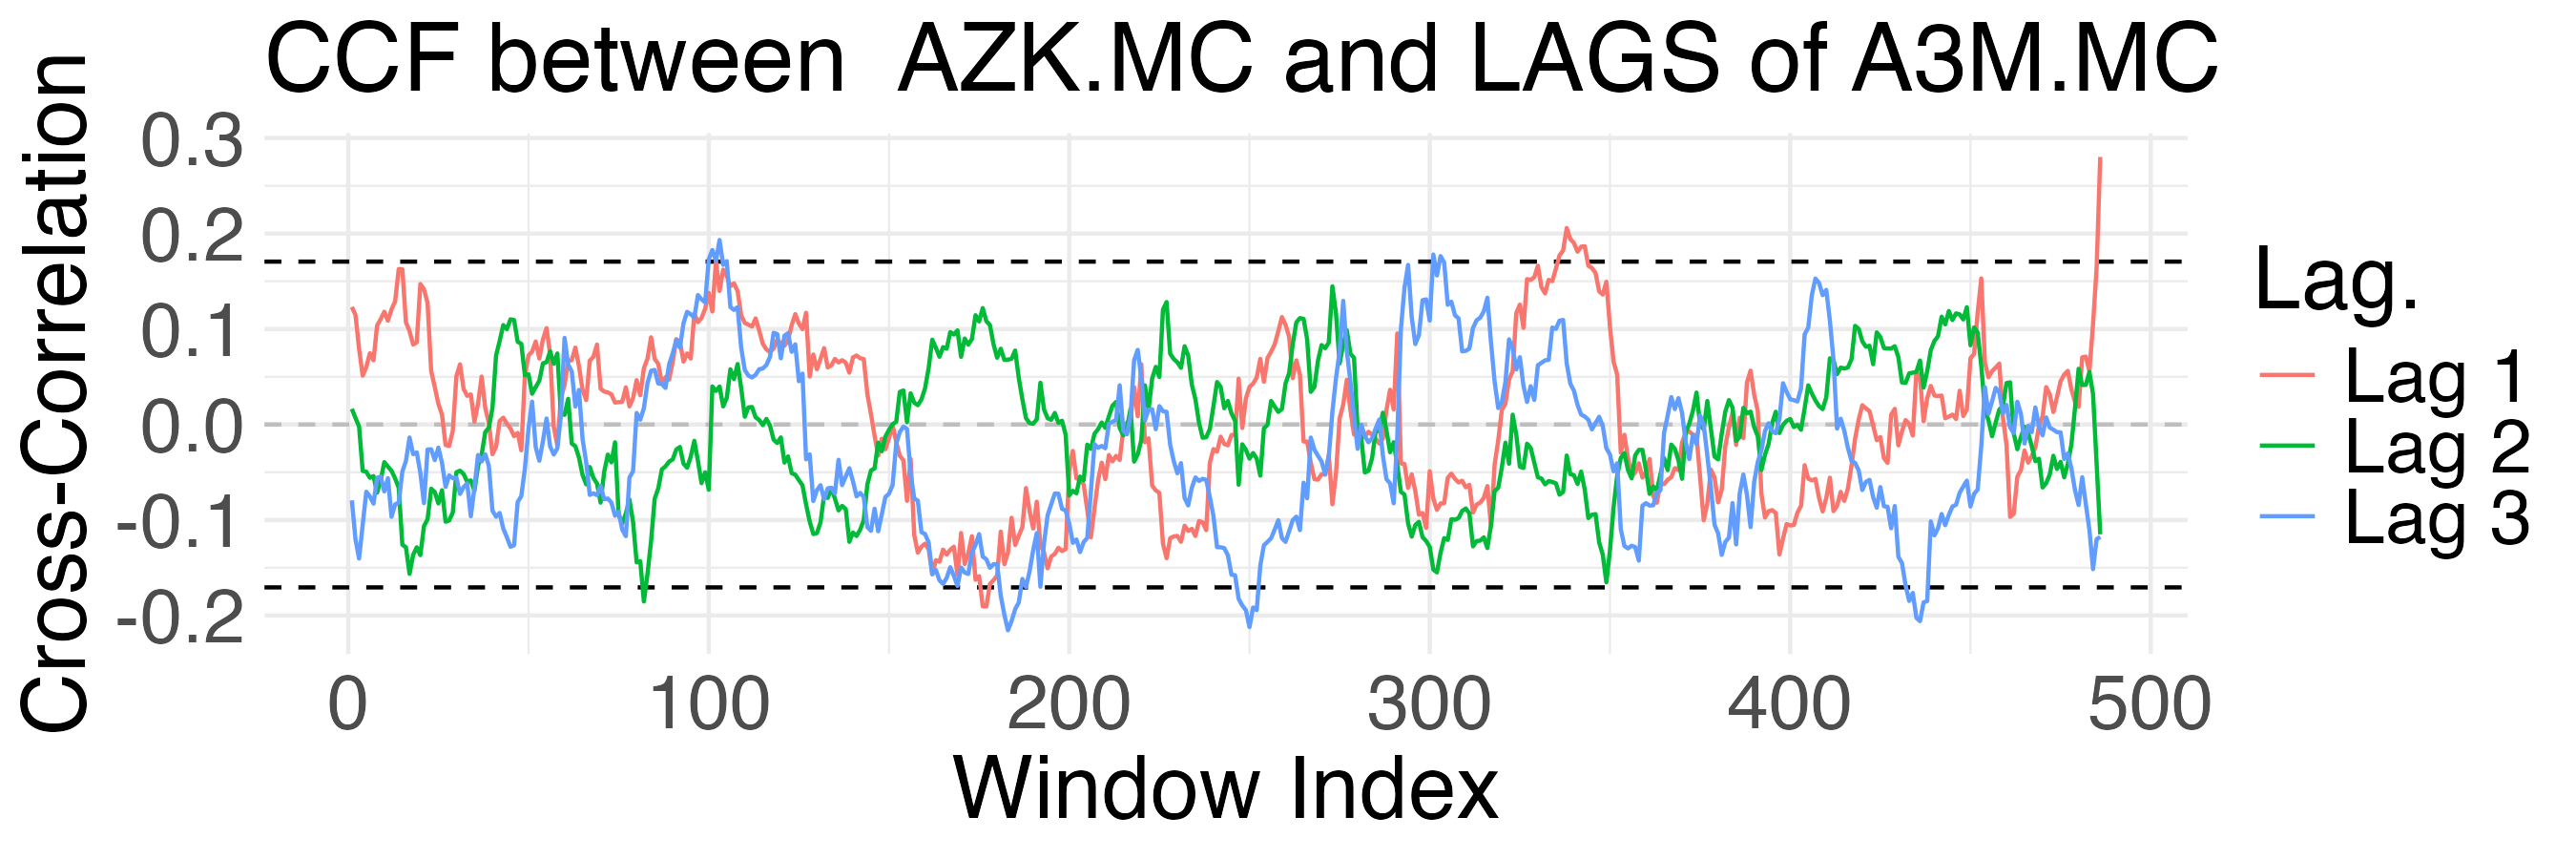 CCF between  AZK.MC and LAGS of A3M.MC
Cross-Correlation
0.3
0.2
0.1
0.0
-0.1
-0.2
0 100 200 300 400 500
Window Index
Lag.
Lag 1
Lag 2
Lag 3